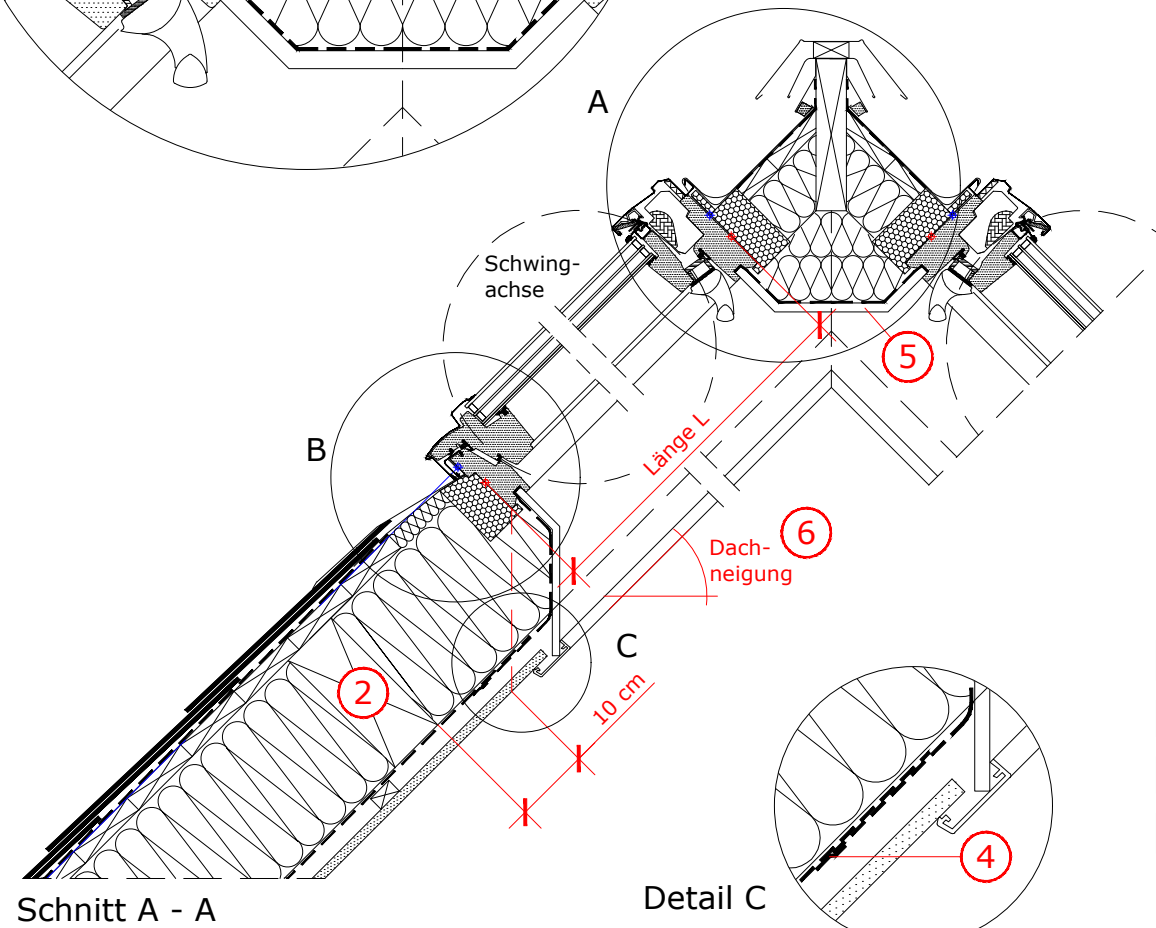 A
Schwing-
achse
5
B
Länge L
6
Dach-
neigung
C
2
10 cm
4
Detail C
Schnitt A - A